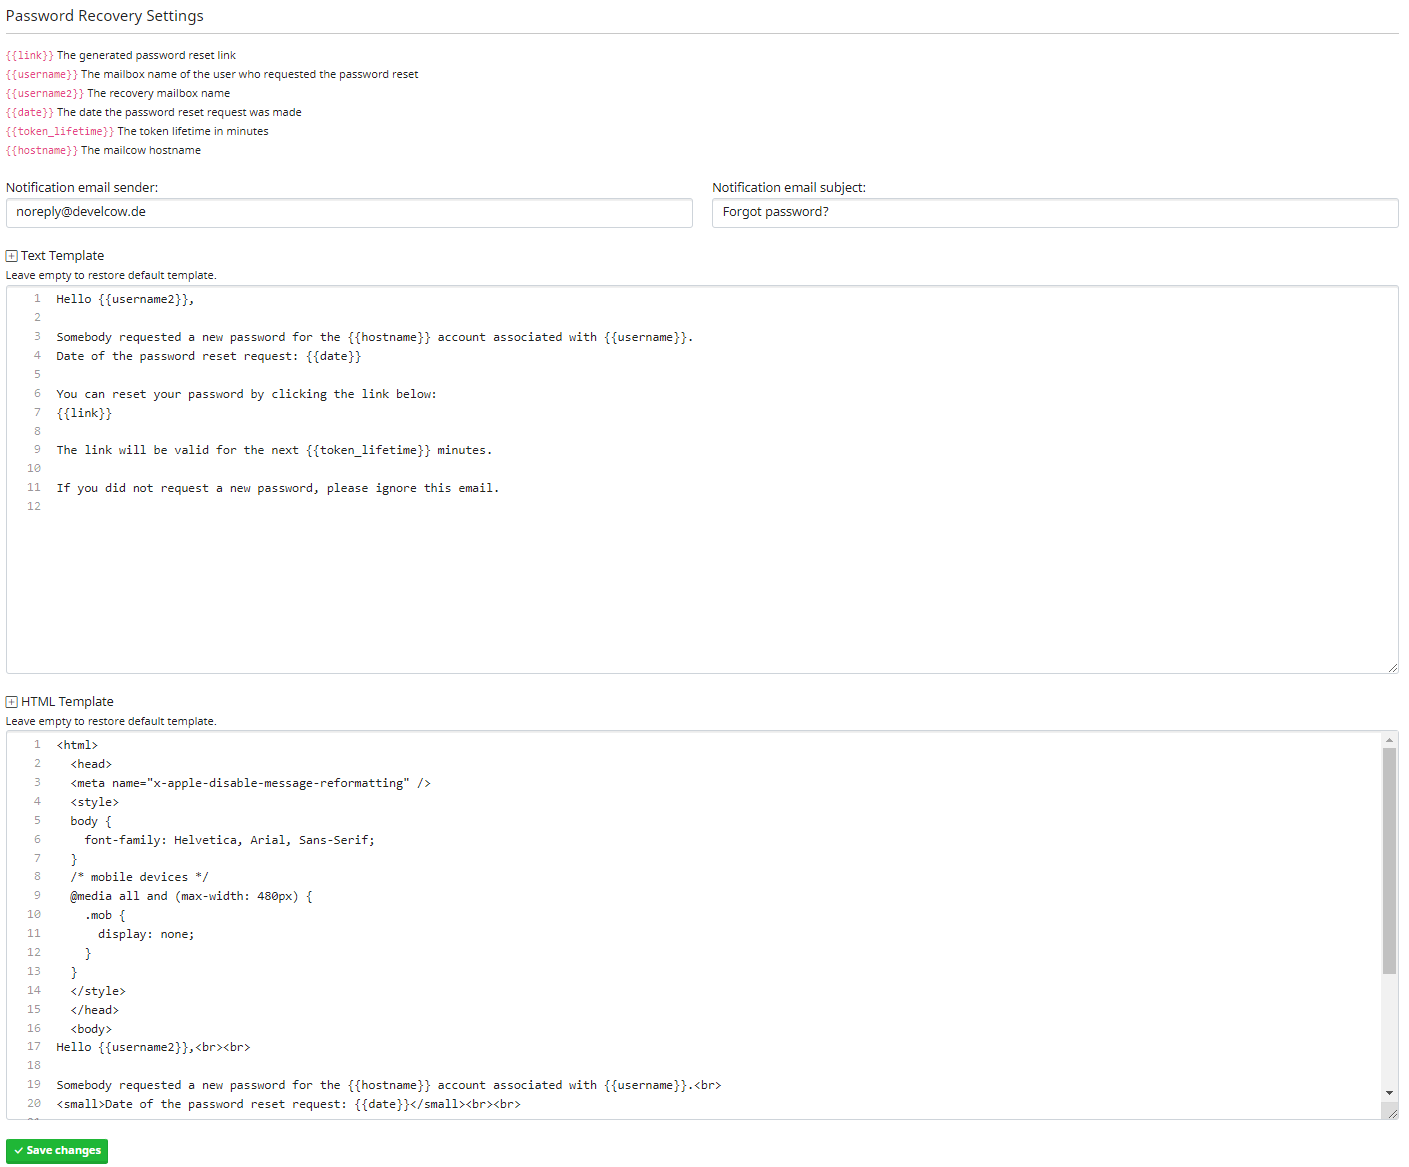 Password Recovery Settings
{{link}} The generated password reset link
{{username}} The mailbox name of the user who requested the password reset
{{username2}} The recovery mailbox name
{{date}} The date the password reset request was made
{{token_lifetime}} The token lifetime in minutes
{{hostname}} The mailcow hostname
Notification email sender:
noreply@develcow.de
Notification email subject:
Forgot password?
Text Template
Leave empty to restore default template.
1 Hello {{username2}},
2
3 Somebody requested a new password for the {{hostname}} account associated with {{username}}.
4 Date of the password reset request: {{date}}
5
6 You can reset your password by clicking the link below:
7 {{link}}
8
9 The link will be valid for the next {{token_lifetime}} minutes.
10
11 If you did not request a new password, please ignore this email.
12
HTML Template
Leave empty to restore default template.
1 <html>
2   <head>
3   <meta name="x-apple-disable-message-reformatting" />
4   <style>
5   body {
6     font-family: Helvetica, Arial, Sans-Serif;
7   }
8   /* mobile devices */
9   @media all and (max-width: 480px) {
10     .mob {
11       display: none;
12     }
13   }
14   </style>
15   </head>
16   <body>
17 Hello {{username2}},<br><br>
18
19 Somebody requested a new password for the {{hostname}} account associated with {{username}}.<br>
20 <small>Date of the password reset request: {{date}}</small><br><br>
Save changes